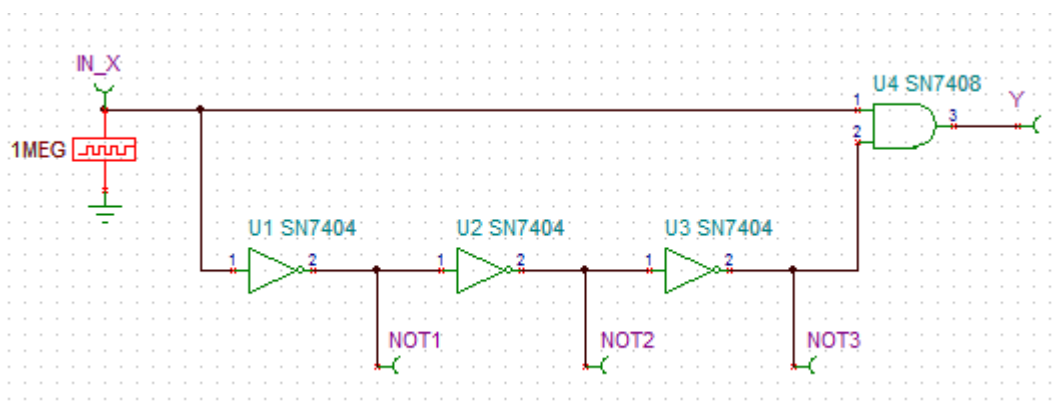 IN_X
U4 SN7408
Y
1
3
2
1MEG
U1 SN7404
U2 SN7404
U3 SN7404
1 2 1 2 1 2
NOT1
NOT2
NOT3